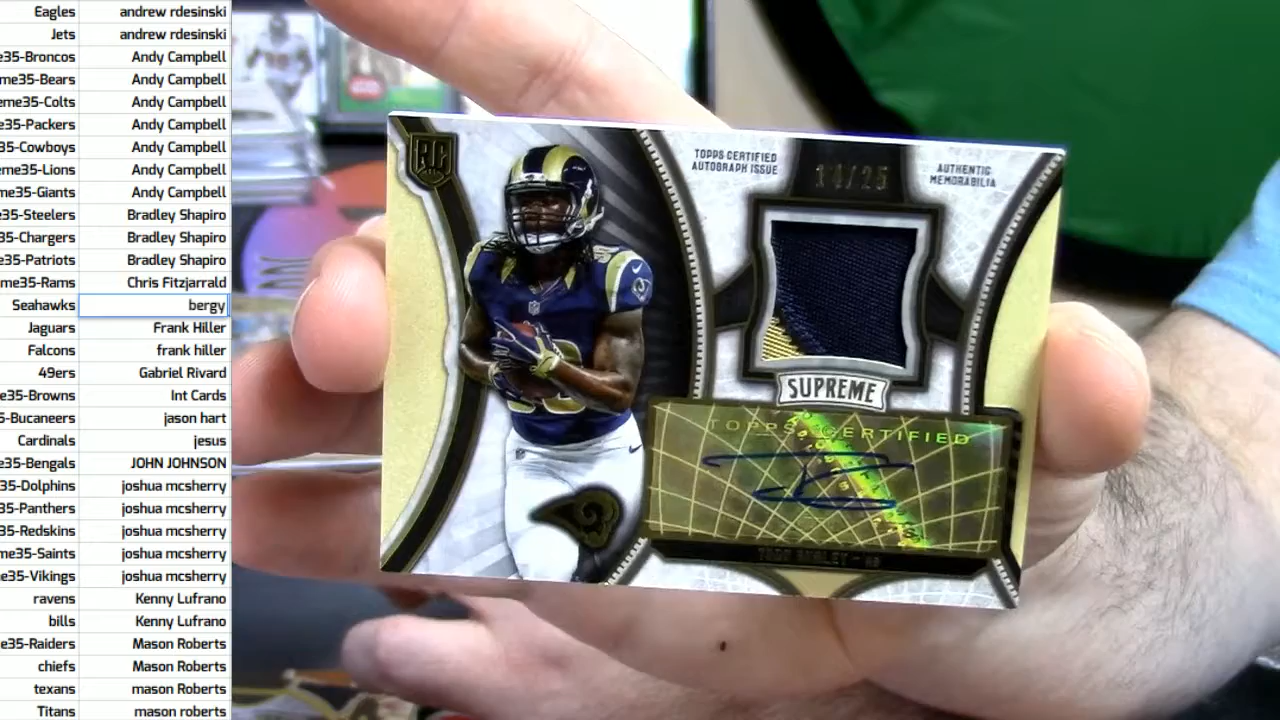 Eagles andrew rdesinski
Jets andrew rdesinski
e35-Broncos Andy Campbell
me35-Bears Andy Campbell
eme35-Colts Andy Campbell
e35-Packers Andy Campbell
35-Cowboys Andy Campbell
eme35-Lions Andy Campbell
me35-Giants Andy Campbell
e35-Steelers Bradley Shapiro
35-Chargers Bradley Shapiro
e35-Patriots Bradley Shapiro
me35-Rams Chris Fitzjarrald
Seahawks bergy
Jaguars Frank Hiller
Falcons frank hiller
49ers Gabriel Rivard
e35-Browns Int Cards
5-Bucaneers jason hart
Cardinals jesus
e35-Bengals JOHN JOHNSON
35-Dolphins joshua mcsherry
35-Panthers joshua mcsherry
35-Redskins joshua mcsherry
me35-Saints joshua mcsherry
e35-Vikings joshua mcsherry
ravens Kenny Lufrano
bills Kenny Lufrano
e35-Raiders Mason Roberts
chiefs Mason Roberts
texans mason Roberts
Titans mason roberts
RC
TOPPS CERTIFIED
AUTOGRAPH ISSUE
14/25
AUTHENTIC
MEMORABILIA
SUPREME
TOPPS CERTIFIED
TODD GURLEY - RB